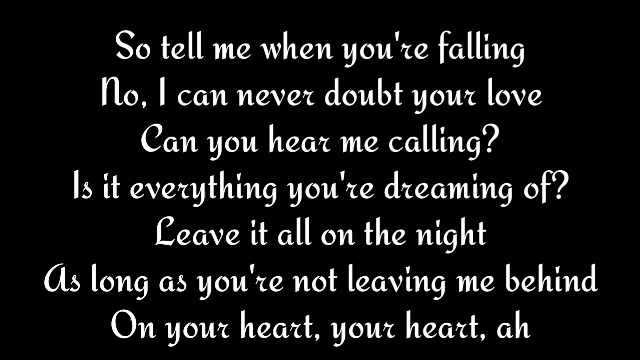 So tell me when you're falling
No, I can never doubt your love
Can you hear me calling?
Is it everything you're dreaming of?
Leave it all on the night
As long as you're not leaving me behind
On your heart, your heart, ah